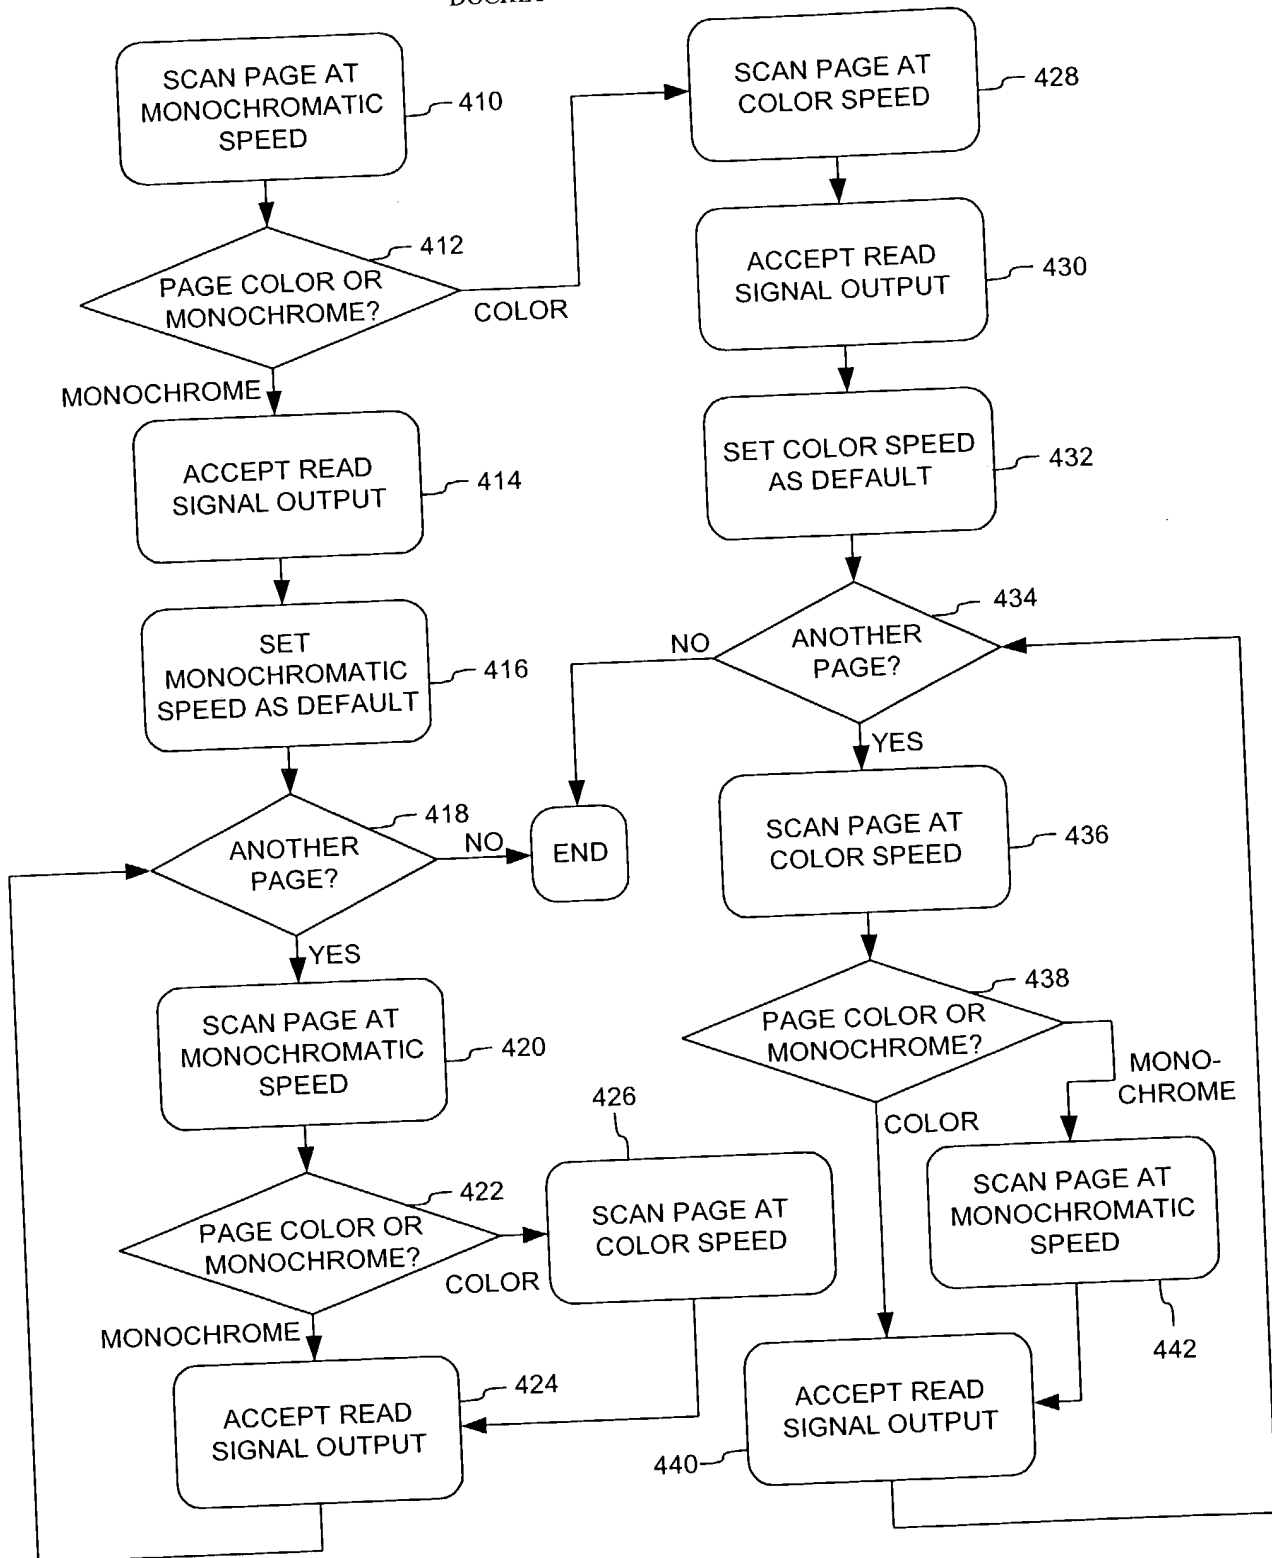 SCAN PAGE AT
MONOCHROMATIC
SPEED
410
PAGE COLOR OR
MONOCHROME?
412
COLOR
MONOCHROME
ACCEPT READ
SIGNAL OUTPUT
414
SET
MONOCHROMATIC
SPEED AS DEFAULT
416
ANOTHER
PAGE?
418
NO
END
YES
SCAN PAGE AT
MONOCHROMATIC
SPEED
420
PAGE COLOR OR
MONOCHROME?
422
COLOR
MONOCHROME
426
SCAN PAGE AT
COLOR SPEED
ACCEPT READ
SIGNAL OUTPUT
424
SCAN PAGE AT
COLOR SPEED
428
ACCEPT READ
SIGNAL OUTPUT
430
SET COLOR SPEED
AS DEFAULT
432
ANOTHER
PAGE?
434
NO
YES
SCAN PAGE AT
COLOR SPEED
436
PAGE COLOR OR
MONOCHROME?
438
MONO-
CHROME
COLOR
SCAN PAGE AT
MONOCHROMATIC
SPEED
442
ACCEPT READ
SIGNAL OUTPUT
440